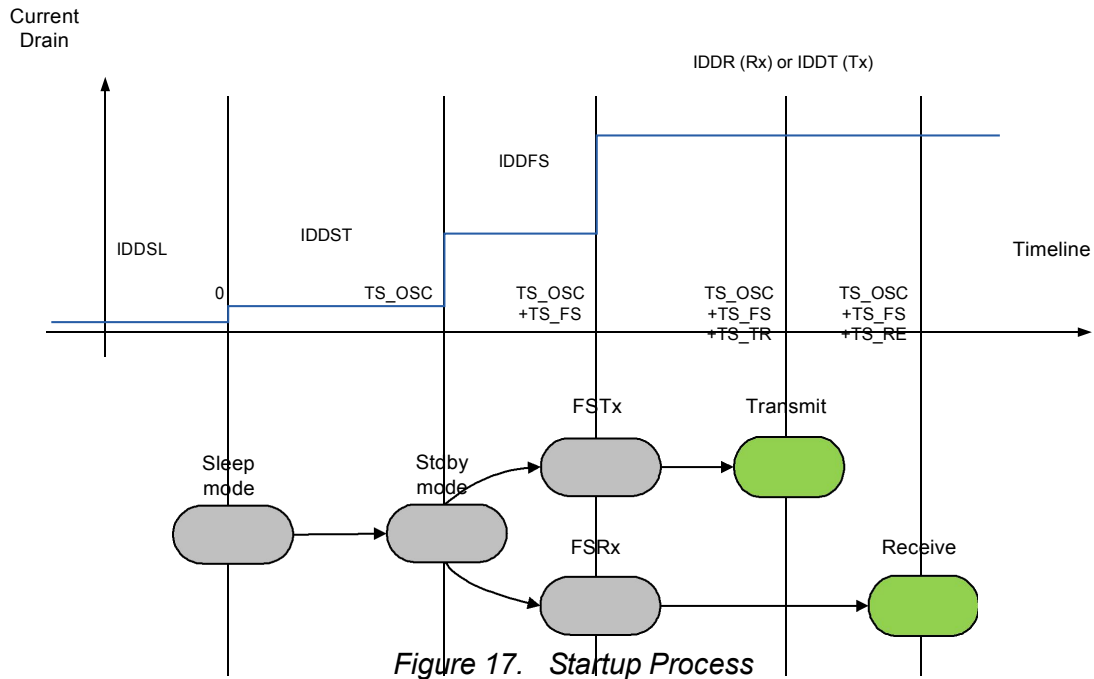 Current
Drain
IDDR (Rx) or IDDT (Tx)
IDDFS
IDDSL
IDDST
Timeline
0
TS_OSC
TS_OSC
+TS_FS
TS_OSC
+TS_FS
+TS_TR
TS_OSC
+TS_FS
+TS_RE
FSTx
Transmit
Sleep
mode
Stdby
mode
FSRx
Receive
Figure 17. Startup Process